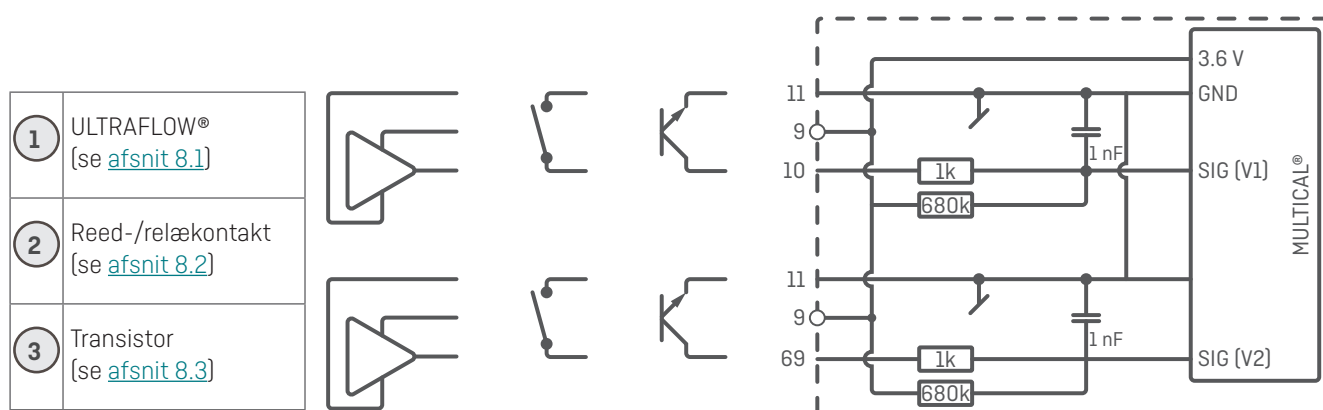 1
ULTRAFLOW®
(se afsnit 8.1)
2
Reed-/relækontakt
(se afsnit 8.2)
3
Transistor
(se afsnit 8.3)
3.6 V
11
GND
9
1 nF
10
1k
SIG (V1)
680k
MULTICAL®
11
9
1 nF
69
1k
SIG (V2)
680k